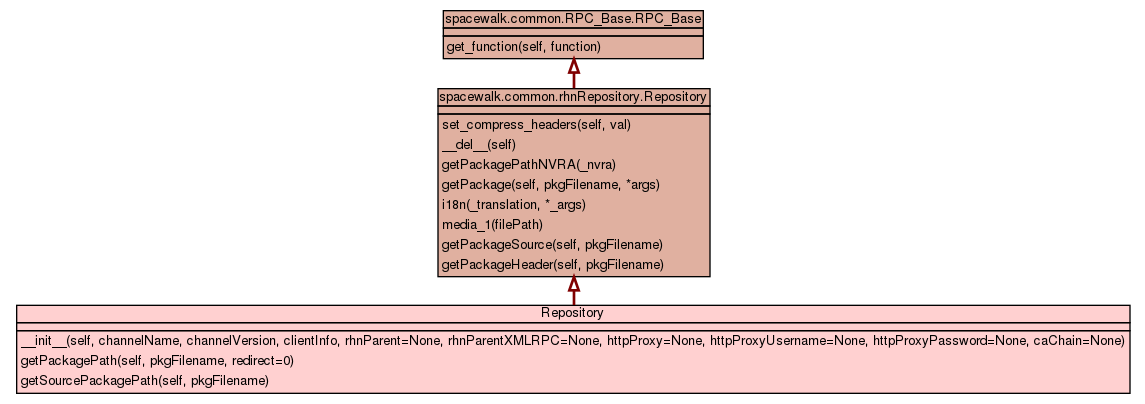 spacewalk.common.RPC_Base.RPC_Base
get_function(self, function)
spacewalk.common.rhnRepository.Repository
set_compress_headers(self, val)
__del__(self)
getPackagePathNVRA(_nvra)
getPackage(self, pkgFilename, *args)
i18n(_translation, *_args)
media_1(filePath)
getPackageSource(self, pkgFilename)
getPackageHeader(self, pkgFilename)
Repository
__init__(self, channelName, channelVersion, clientInfo, rhnParent=None, rhnParentXMLRPC=None, httpProxy=None, httpProxyUsername=None, httpProxyPassword=None, caChain=None)
getPackagePath(self, pkgFilename, redirect=0)
getSourcePackagePath(self, pkgFilename)